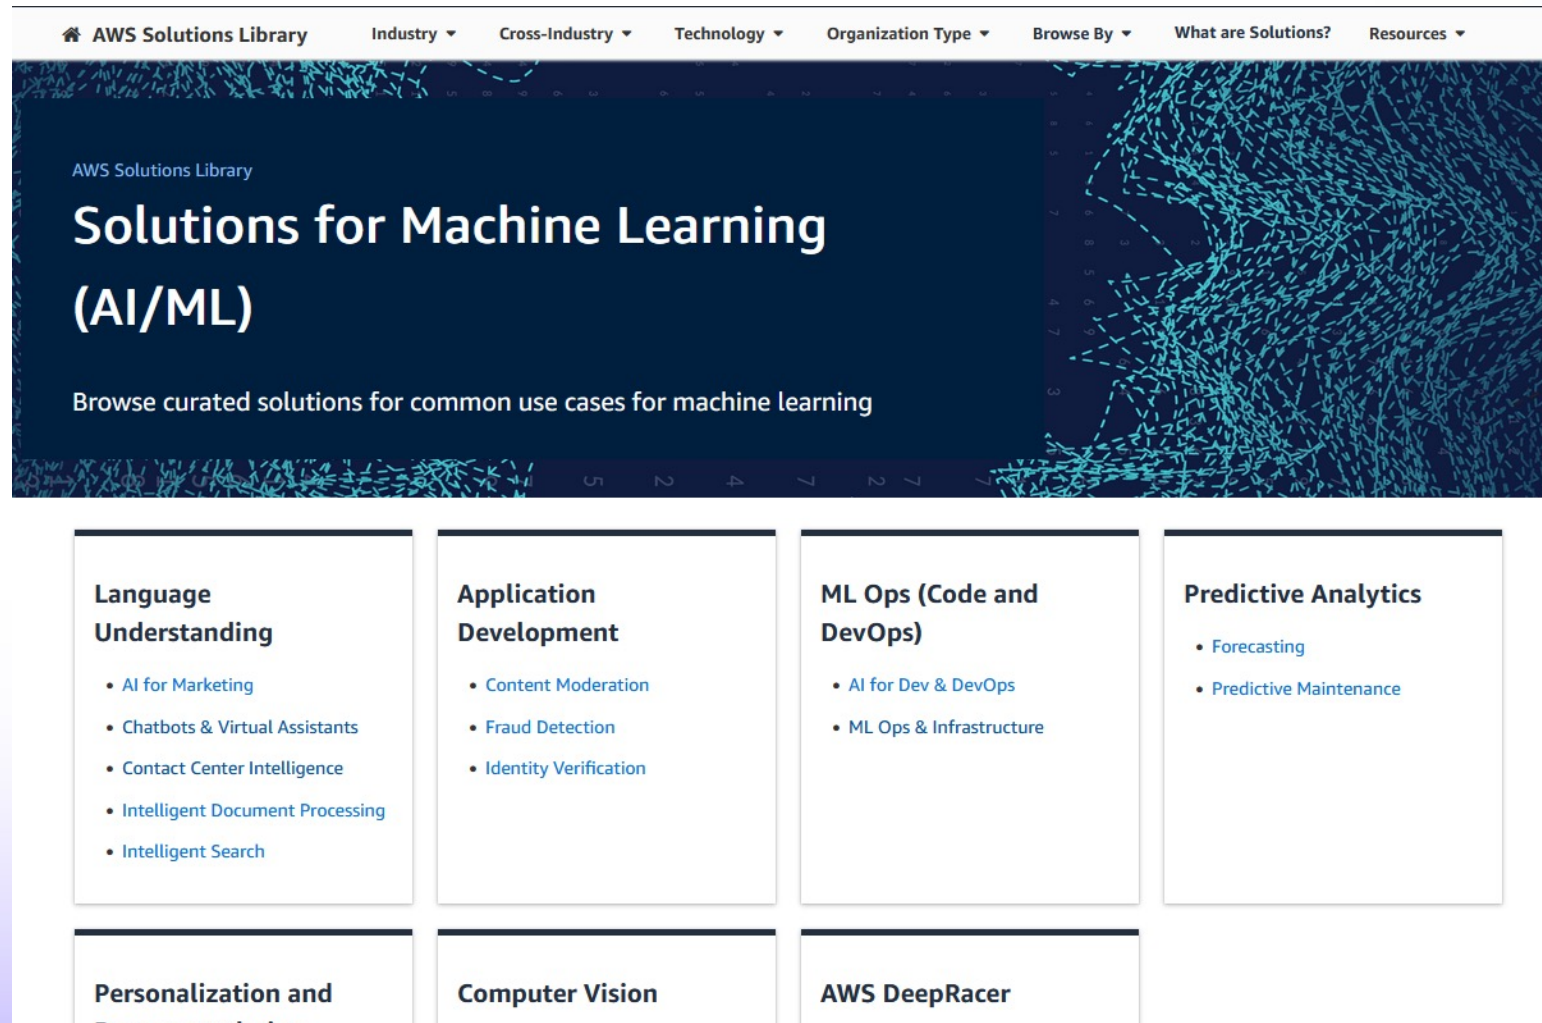 AWS Solutions Library
Industry
Cross-Industry
Technology
Organization Type
Browse By
What are Solutions?
Resources
AWS Solutions Library
Solutions for Machine Learning
(AI/ML)
Browse curated solutions for common use cases for machine learning
Language
Understanding
AI for Marketing
Chatbots & Virtual Assistants
Contact Center Intelligence
Intelligent Document Processing
Intelligent Search
Application
Development
Content Moderation
Fraud Detection
Identity Verification
ML Ops (Code and
DevOps)
AI for Dev & DevOps
ML Ops & Infrastructure
Predictive Analytics
Forecasting
Predictive Maintenance
Personalization and
Computer Vision
AWS DeepRacer